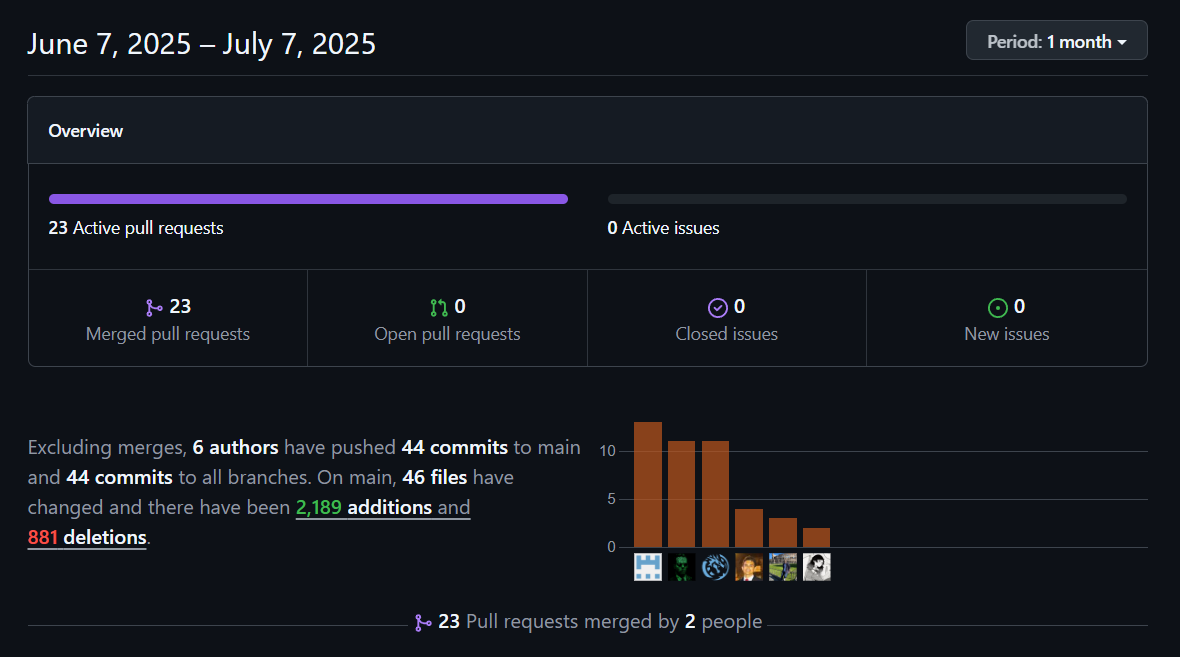 June 7, 2025 – July 7, 2025
Period: 1 month
Overview
23 Active pull requests
0 Active issues
23
Merged pull requests
0
Open pull requests
0
Closed issues
0
New issues
Excluding merges, 6 authors have pushed 44 commits to main
and 44 commits to all branches. On main, 46 files have
changed and there have been 2,189 additions and
881 deletions.
10
5
0
23 Pull requests merged by 2 people